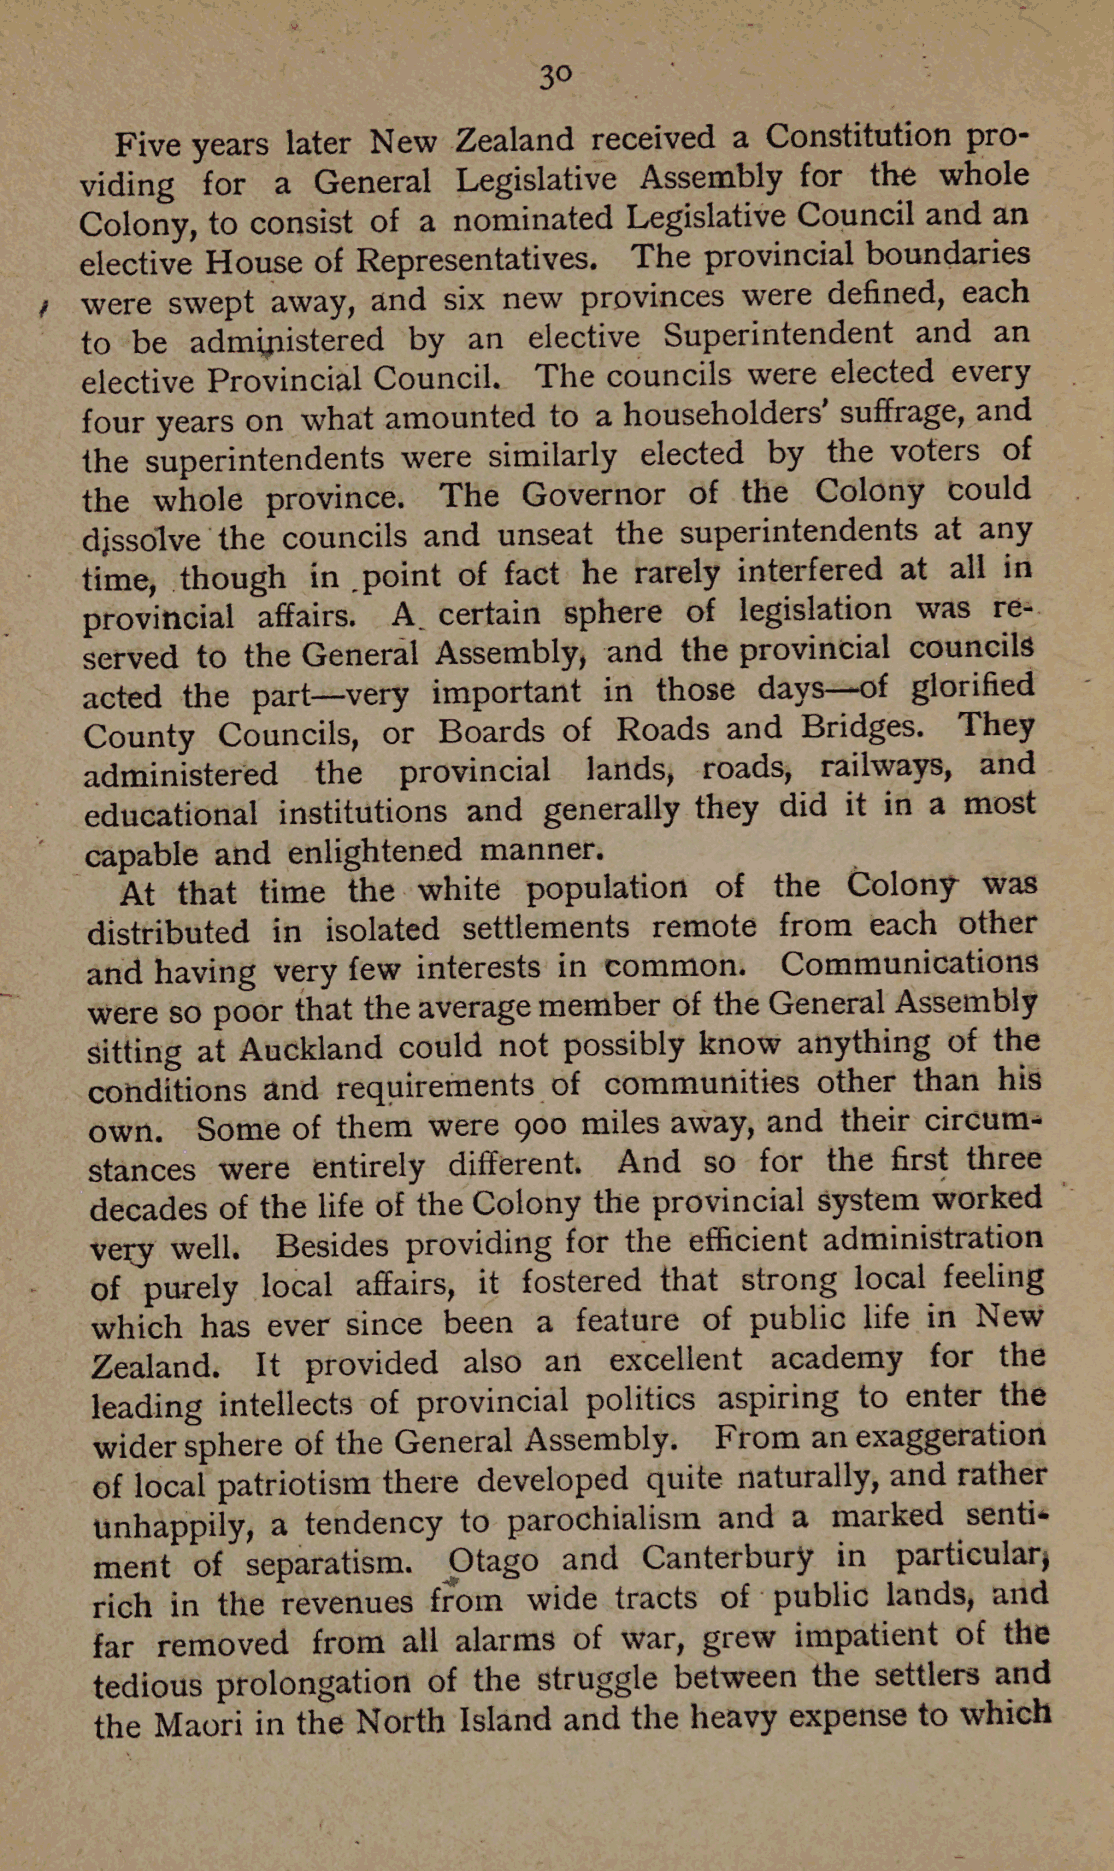 30
Five years later New Zealand received a Constitution pro-
viding for a General Legislative Assembly for the whole
Colony, to consist of a nominated Legislative Council and an
elective House of Representatives. The provincial boundaries
were swept away, and six new provinces were defined, each
to be administered by an elective Superintendent and an
elective Provincial Council. The councils were elected every
four years on what amounted to a householders' suffrage, and
the superintendents were similarly elected by the voters of
the whole province. The Governor of the Colony could
dissolve the councils and unseat the superintendents at any
time, though in point of fact he rarely interfered at all in
provincial affairs. A certain sphere of legislation was re-
served to the General Assembly, and the provincial councils
acted the part—very important in those days—of glorified
County Councils, or Boards of Roads and Bridges. They
administered the provincial lands, roads, railways, and
educational institutions and generally they did it in a most
capable and enlightened manner.
At that time the white population of the Colony was
distributed in isolated settlements remote from each other
and having very few interests in common. Communications
were so poor that the average member of the General Assembly
sitting at Auckland could not possibly know anything of the
conditions and requirements of communities other than his
own. Some of them were 900 miles away, and their circum-
stances were entirely different. And so for the first three
decades of the life of the Colony the provincial system worked
very well. Besides providing for the efficient administration
of purely local affairs, it fostered that strong local feeling
which has ever since been a feature of public life in New
Zealand. It provided also an excellent academy for the
leading intellects of provincial politics aspiring to enter the
wider sphere of the General Assembly. From an exaggeration
of local patriotism there developed quite naturally, and rather
unhappily, a tendency to parochialism and a marked senti-
ment of separatism. Otago and Canterbury in particular,
rich in the revenues from wide tracts of public lands, and
far removed from all alarms of war, grew impatient of the
tedious prolongation of the struggle between the settlers and
the Maori in the North Island and the heavy expense to which